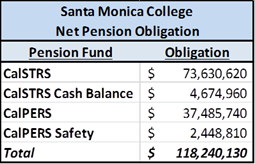 Santa Monica College
Net Pension Obligation
Pension Fund Obligation
CalSTRS $ 73,630,620
CalSTRS Cash Balance $ 4,674,960
CalPERS $ 37,485,740
CalPERS Safety $ 2,448,810
Total $ 118,240,130